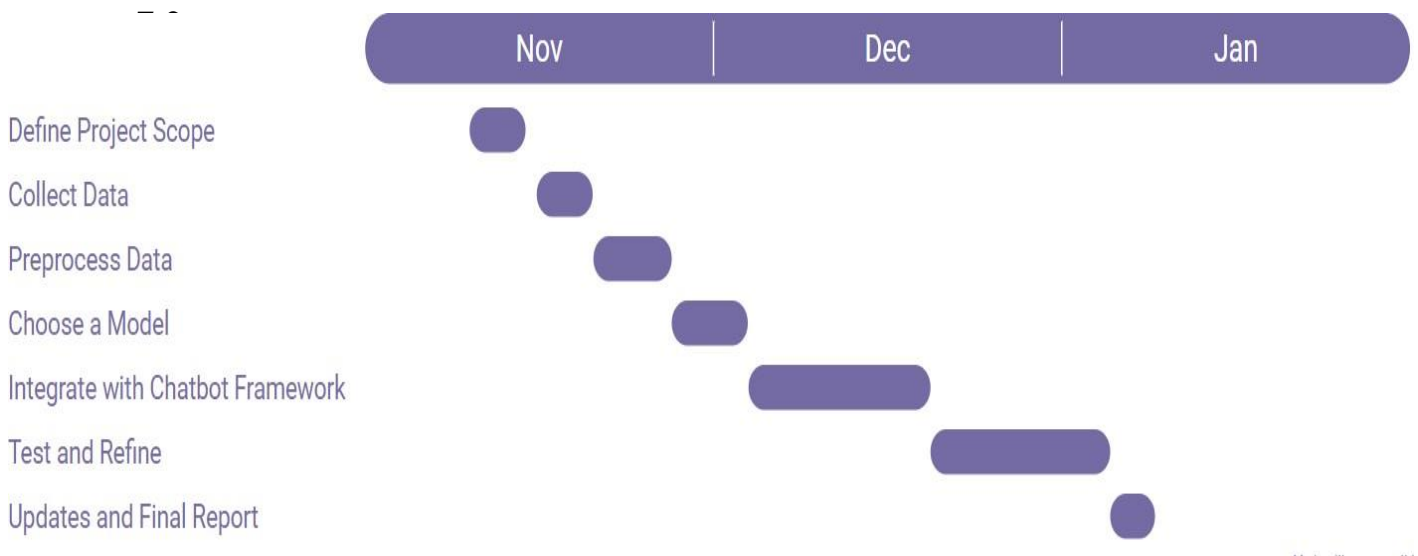 Nov Dec Jan
Define Project Scope
Collect Data
Preprocess Data
Choose a Model
Integrate with Chatbot Framework
Test and Refine
Updates and Final Report